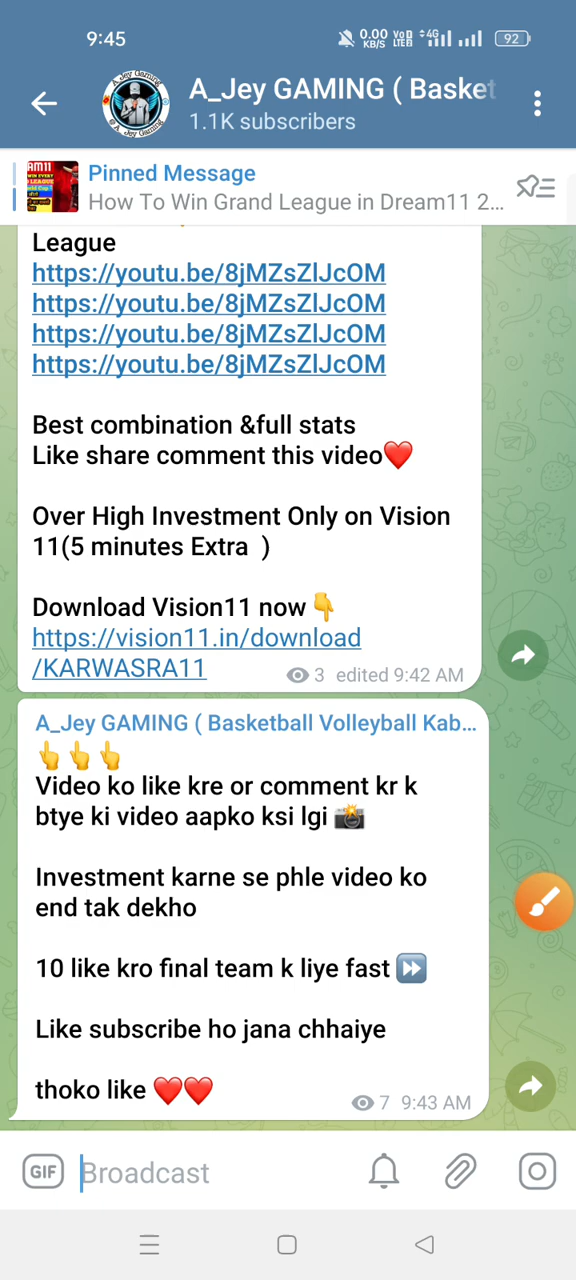 9:45
0.00 KB/S
Vo LTE
4G
92
A_Jey GAMING ( Basket
1.1K subscribers
Pinned Message
How To Win Grand League in Dream11 2...
League
https://youtu.be/8jMZsZlJcOM
https://youtu.be/8jMZsZlJcOM
https://youtu.be/8jMZsZlJcOM
https://youtu.be/8jMZsZlJcOM
Best combination &full stats
Like share comment this video❤️
Over High Investment Only on Vision
11(5 minutes Extra  )
Download Vision11 now👇
https://vision11.in/download
/KARWASRA11
3 edited 9:42 AM
A_Jey GAMING ( Basketball Volleyball Kab...
👆👆👆
Video ko like kre or comment kr k
btye ki video aapko ksi lgi 📸
Investment karne se phle video ko
end tak dekho
10 like kro final team k liye fast ⏩
Like subscribe ho jana chhaiye
thoko like ❤️❤️
7 9:43 AM
GIF
Broadcast